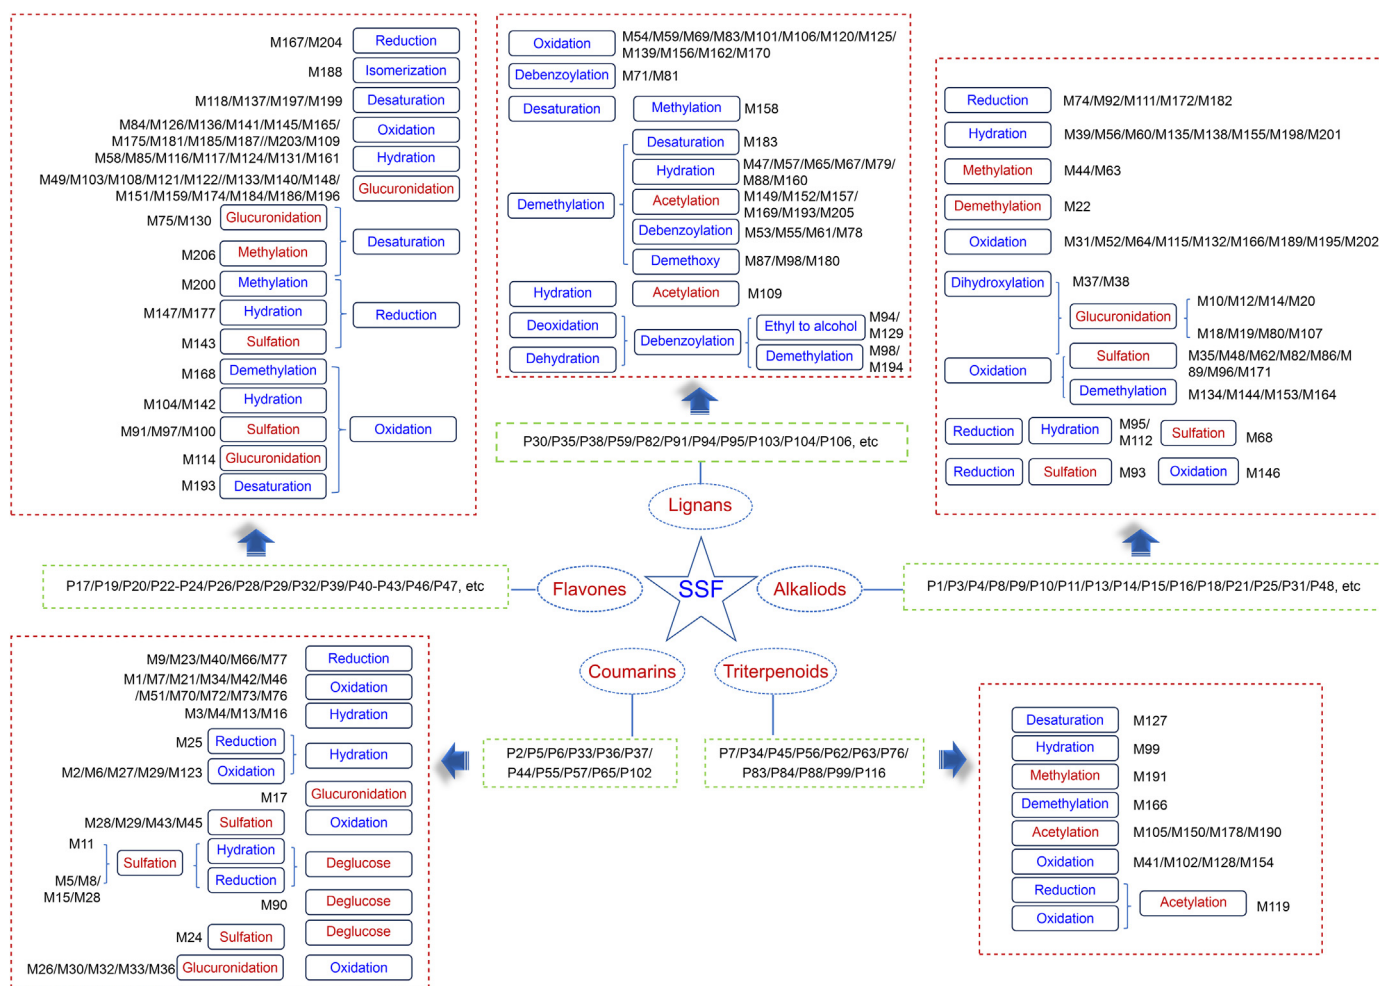 M167/M204 Reduction
M188 Isomerization
M118/M137/M197/M199 Desaturation
M84/M126/M136/M141/M145/M165/
M175/M181/M185/M187//M203/M109 Oxidation
M58/M85/M116/M117/M124/M131/M161 Hydration
M49/M103/M108/M121/M122//M133/M140/M148/
M151/M159/M174/M184/M186/M196 Glucuronidation
M75/M130 Glucuronidation
Desaturation
M206 Methylation
M200 Methylation
M147/M177 Hydration Reduction
M143 Sulfation
M168 Demethylation
M104/M142 Hydration
M91/M97/M100 Sulfation Oxidation
M114 Glucuronidation
M193 Desaturation
Oxidation M54/M59/M69/M83/M101/M106/M120/M125/
M139/M156/M162/M170
Debenzoylation M71/M81
Desaturation Methylation M158
Desaturation M183
Hydration M47/M57/M65/M67/M79/
M88/M160
Demethylation Acetylation M149/M152/M157/
M169/M193/M205
Debenzoylation M53/M55/M61/M78
Demethoxy M87/M98/M180
Hydration Acetylation M109
Deoxidation Ethyl to alcohol M94/
M129
Debenzoylation
Dehydration Demethylation M98/
M194
Reduction M74/M92/M111/M172/M182
Hydration M39/M56/M60/M135/M138/M155/M198/M201
Methylation M44/M63
Demethylation M22
Oxidation M31/M52/M64/M115/M132/M166/M189/M195/M202
Dihydroxylation M37/M38
M10/M12/M14/M20
Glucuronidation
M18/M19/M80/M107
Sulfation M35/M48/M62/M82/M86/M
89/M96/M171
Oxidation
Demethylation M134/M144/M153/M164
Reduction Hydration M95/
M112 Sulfation M68
Reduction Sulfation M93 Oxidation M146
P30/P35/P38/P59/P82/P91/P94/P95/P103/P104/P106, etc
Lignans
P17/P19/P20/P22-P24/P26/P28/P29/P32/P39/P40-P43/P46/P47, etc
Flavones
SSF
Alkaliods
P1/P3/P4/P8/P9/P10/P11/P13/P14/P15/P16/P18/P21/P25/P31/P48, etc
Coumarins
Triterpenoids
P2/P5/P6/P33/P36/P37/
P44/P55/P57/P65/P102
P7/P34/P45/P56/P62/P63/P76/
P83/P84/P88/P99/P116
M9/M23/M40/M66/M77 Reduction
M1/M7/M21/M34/M42/M46
/M51/M70/M72/M73/M76 Oxidation
M3/M4/M13/M16 Hydration
M25 Reduction
Hydration
M2/M6/M27/M29/M123 Oxidation
M17 Glucuronidation
M28/M29/M43/M45 Sulfation Oxidation
M11 Hydration
Sulfation Deglucose
M5/M8/
M15/M28 Reduction
M90 Deglucose
M24 Sulfation Deglucose
M26/M30/M32/M33/M36 Glucuronidation Oxidation
Desaturation M127
Hydration M99
Methylation M191
Demethylation M166
Acetylation M105/M150/M178/M190
Oxidation M41/M102/M128/M154
Reduction
Acetylation M119
Oxidation